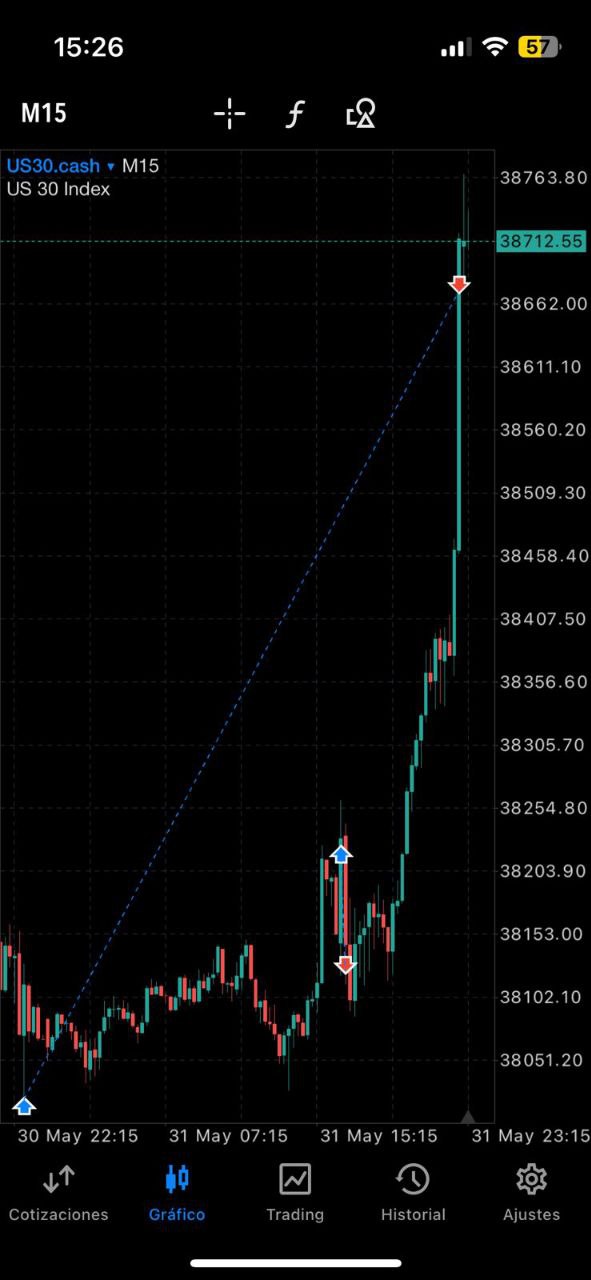 15:26
57
M15
f
US30.cash ▾ M15
US 30 Index
38763.80
38712.55
38662.00
38611.10
38560.20
38509.30
38458.40
38407.50
38356.60
38305.70
38254.80
38203.90
38153.00
38102.10
38051.20
30 May 22:15 31 May 07:15 31 May 15:15 31 May 23:15
Cotizaciones Gráfico Trading Historial Ajustes